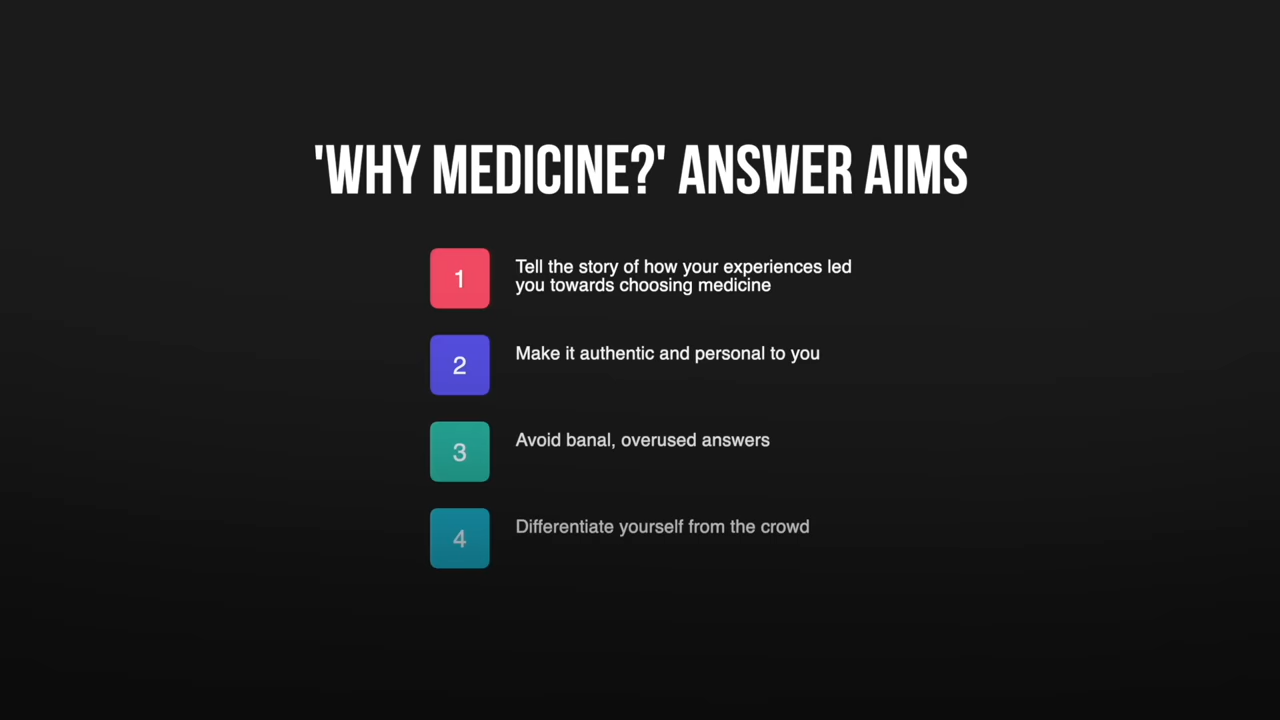 'WHY MEDICINE?' ANSWER AIMS
1
Tell the story of how your experiences led
you towards choosing medicine
2
Make it authentic and personal to you
3
Avoid banal, overused answers
4
Differentiate yourself from the crowd